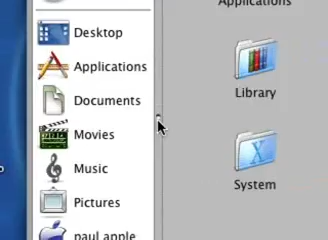 Applications
Desktop
Applications
Documents
Library
Movies
Music
System
Pictures
paul apple